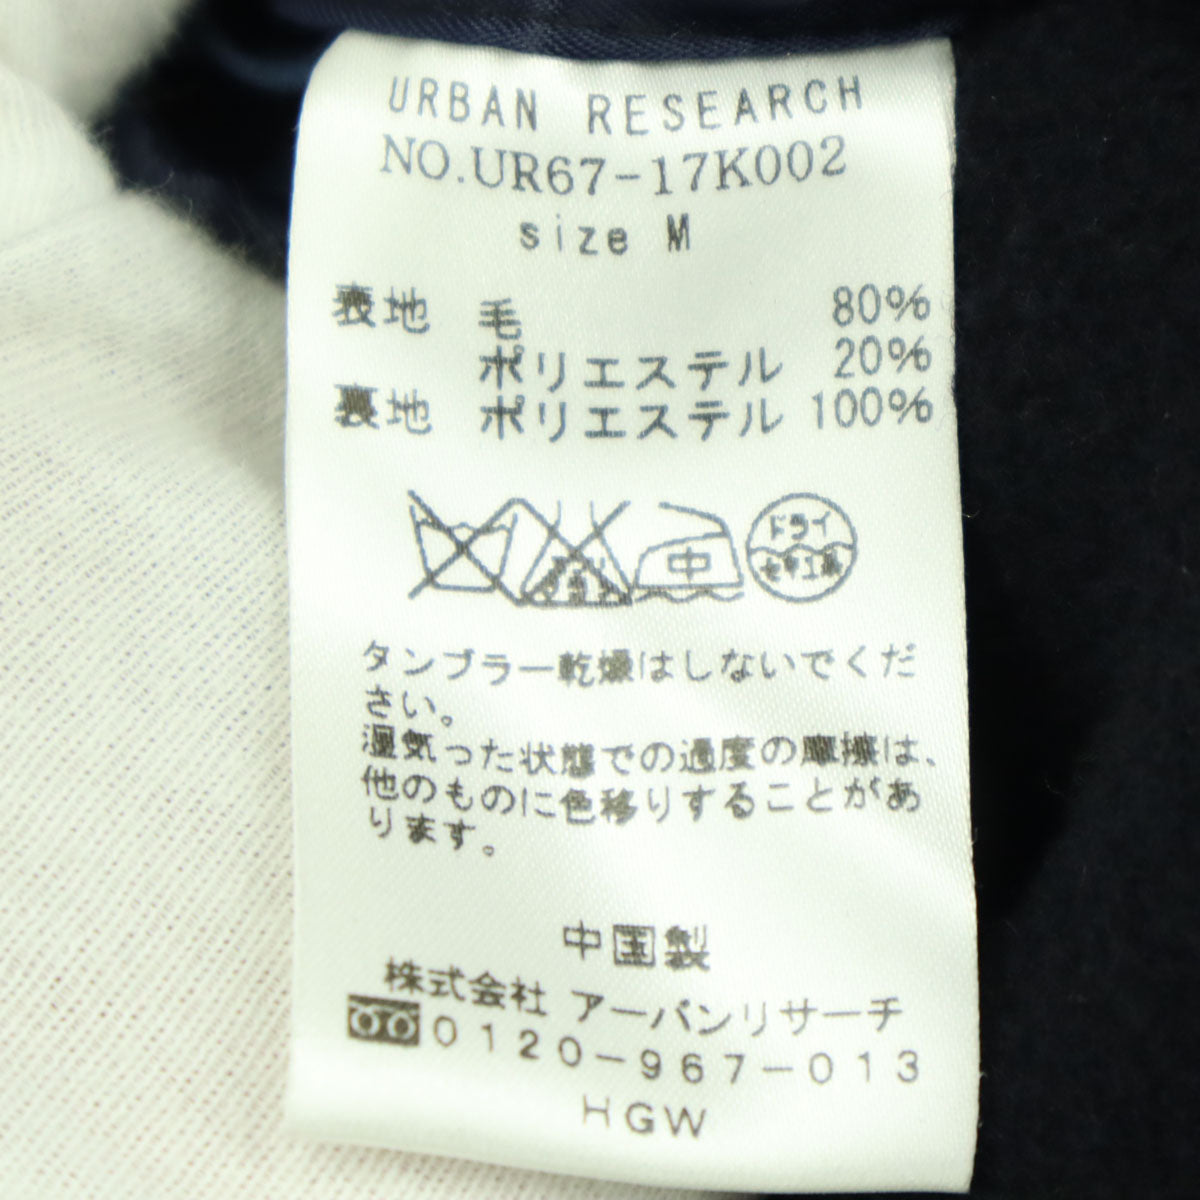 URBAN RESEARCH
NO.UR67-17K002
size M
表地 毛 80%
ポリエステル 20%
裏地 ポリエステル 100%
中
ドライ
セキユ系
タンブラー乾燥はしないでくだ
さい。
湿気った状態での過度の摩擦は、
他のものに色移りすることがあ
ります。
中国製
株式会社 アーバンリサーチ
0120-967-013
HGW